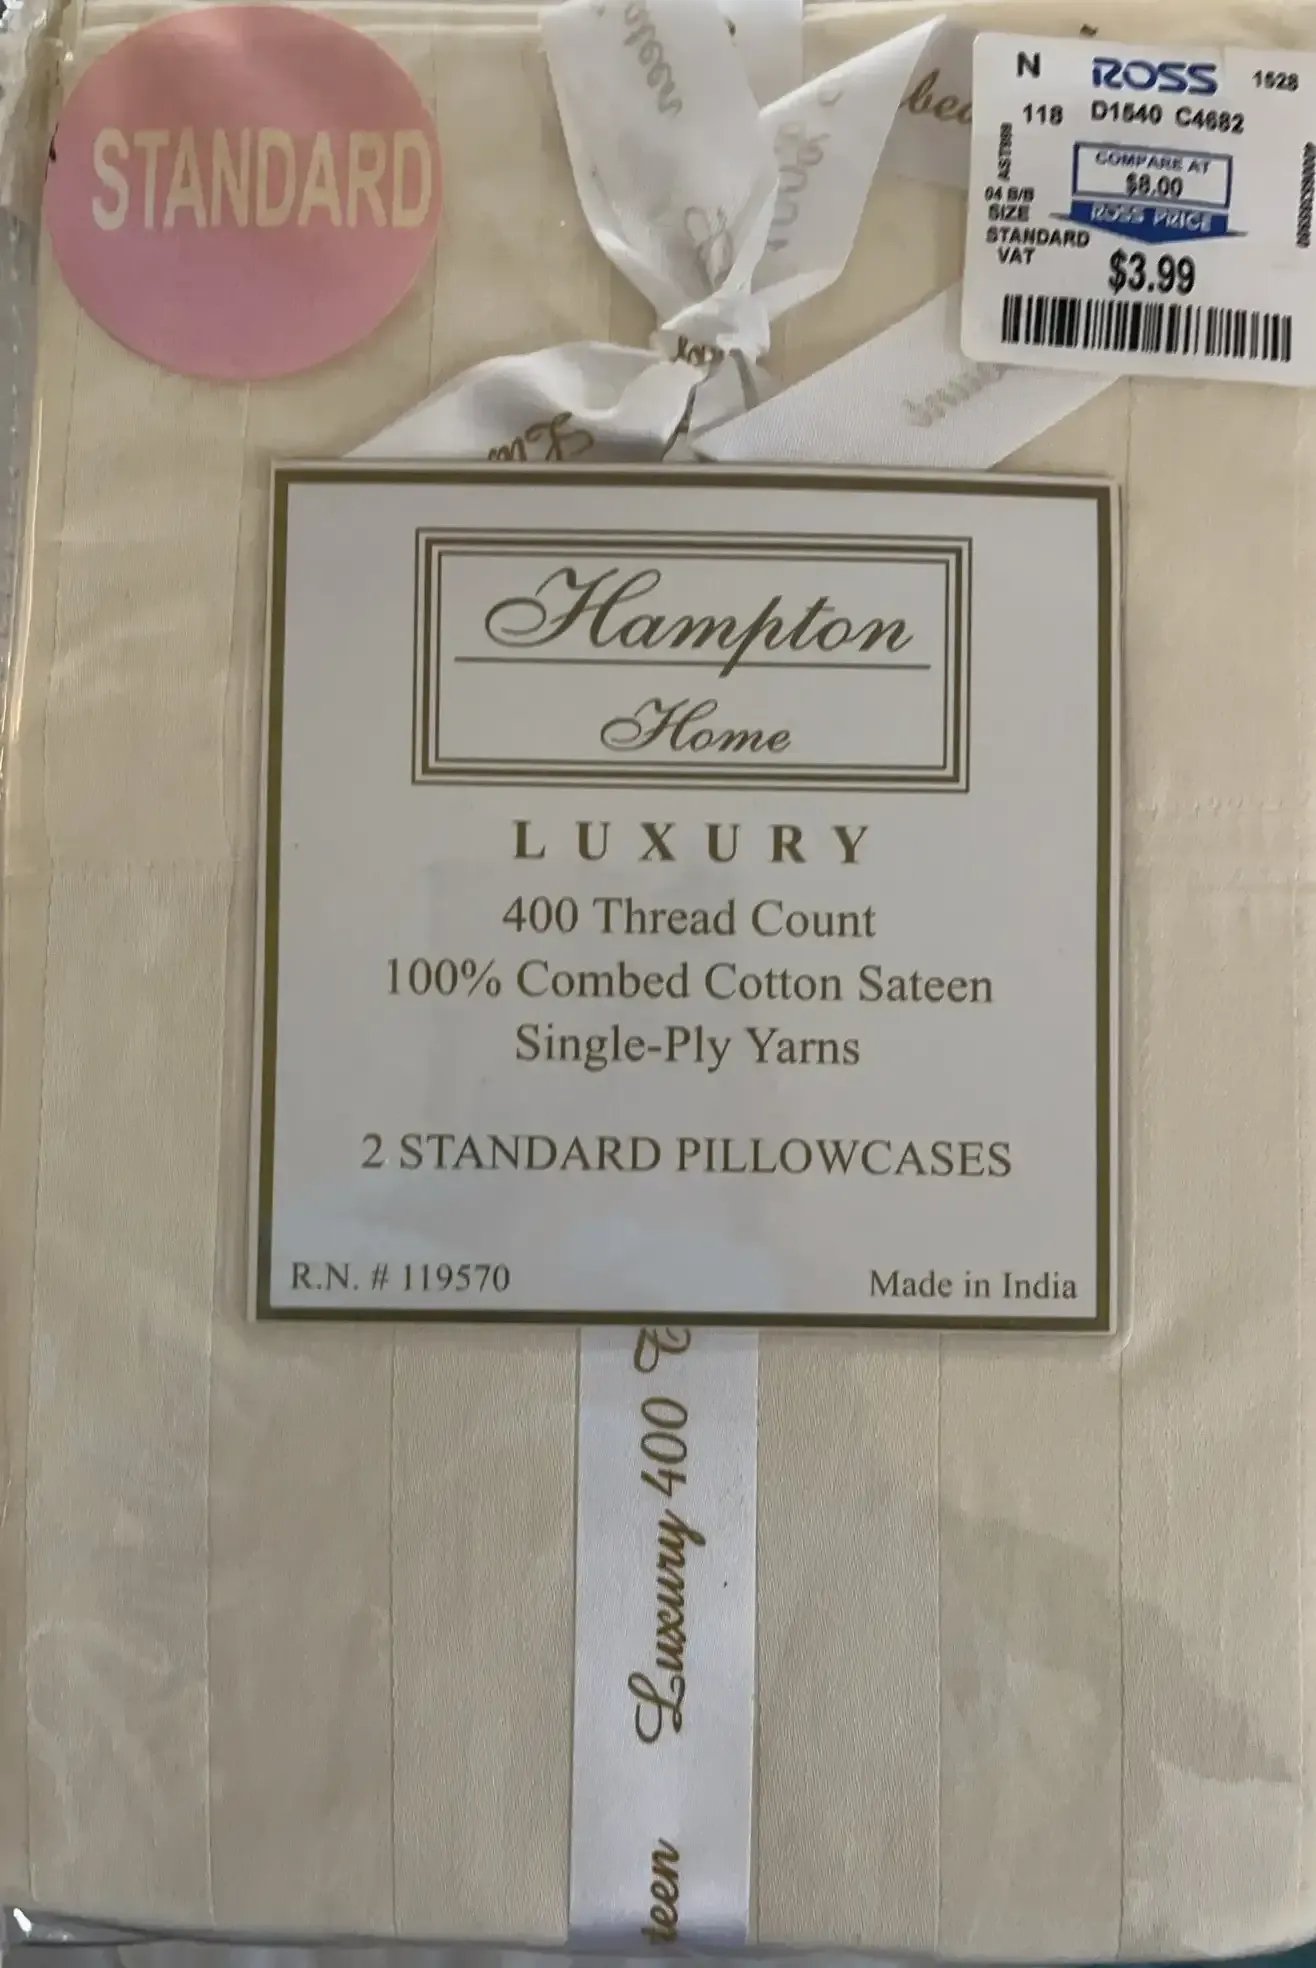 STANDARD
N ROSS 1528
118 D1540 C4682
COMPARE AT
$8.00
ROSS PRICE
$3.99
04 B/B
SIZE
STANDARD
VAT
Hampton
Home
LUXURY
400 Thread Count
100% Combed Cotton Sateen
Single-Ply Yarns
2 STANDARD PILLOWCASES
R.N. # 119570
Made in India
Luxury 400
teen